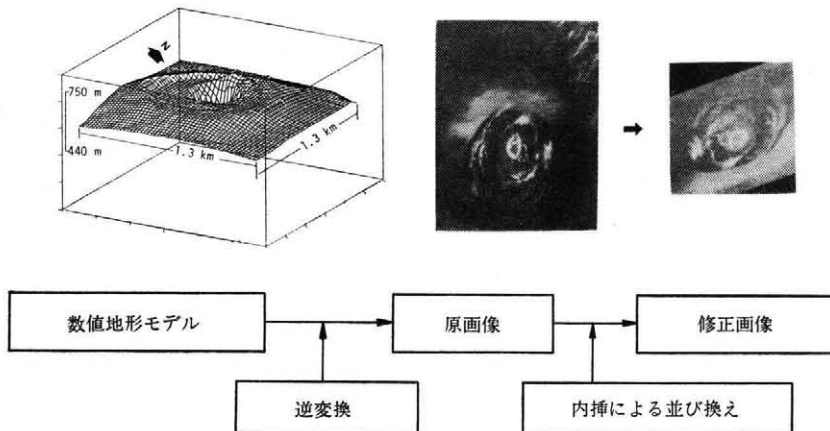 N
750 m
440 m
1.3 km
1.3 km
数値地形モデル
原画像
修正画像
逆変換
内挿による並び換え